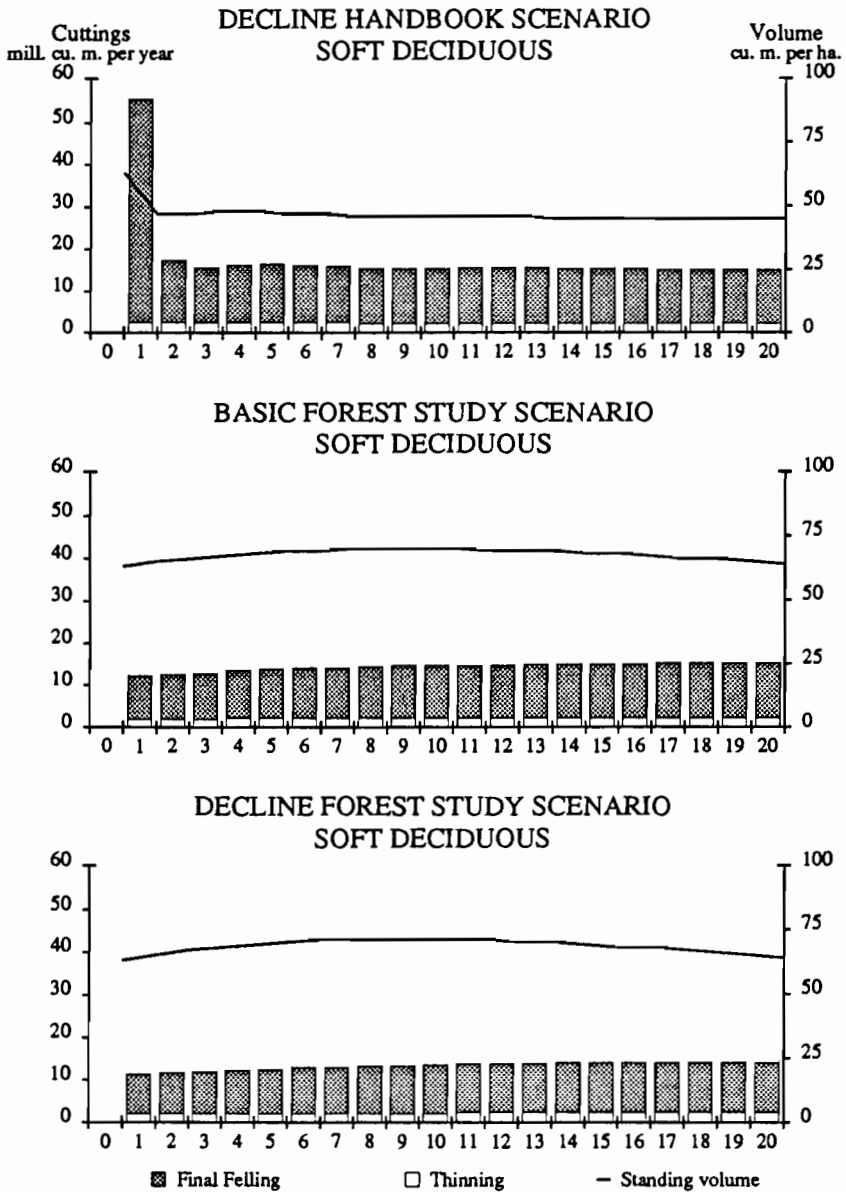 DECLINE HANDBOOK SCENARIO
SOFT DECIDUOUS
Cuttings
mill. cu. m. per year
Volume
cu. m. per ha.
60
50
40
30
20
10
0
100
75
50
25
0
0 1 2 3 4 5 6 7 8 9 10 11 12 13 14 15 16 17 18 19 20
BASIC FOREST STUDY SCENARIO
SOFT DECIDUOUS
60
50
40
30
20
10
0
100
75
50
25
0
0 1 2 3 4 5 6 7 8 9 10 11 12 13 14 15 16 17 18 19 20
DECLINE FOREST STUDY SCENARIO
SOFT DECIDUOUS
60
50
40
30
20
10
0
100
75
50
25
0
0 1 2 3 4 5 6 7 8 9 10 11 12 13 14 15 16 17 18 19 20
Final Felling Thinning Standing volume